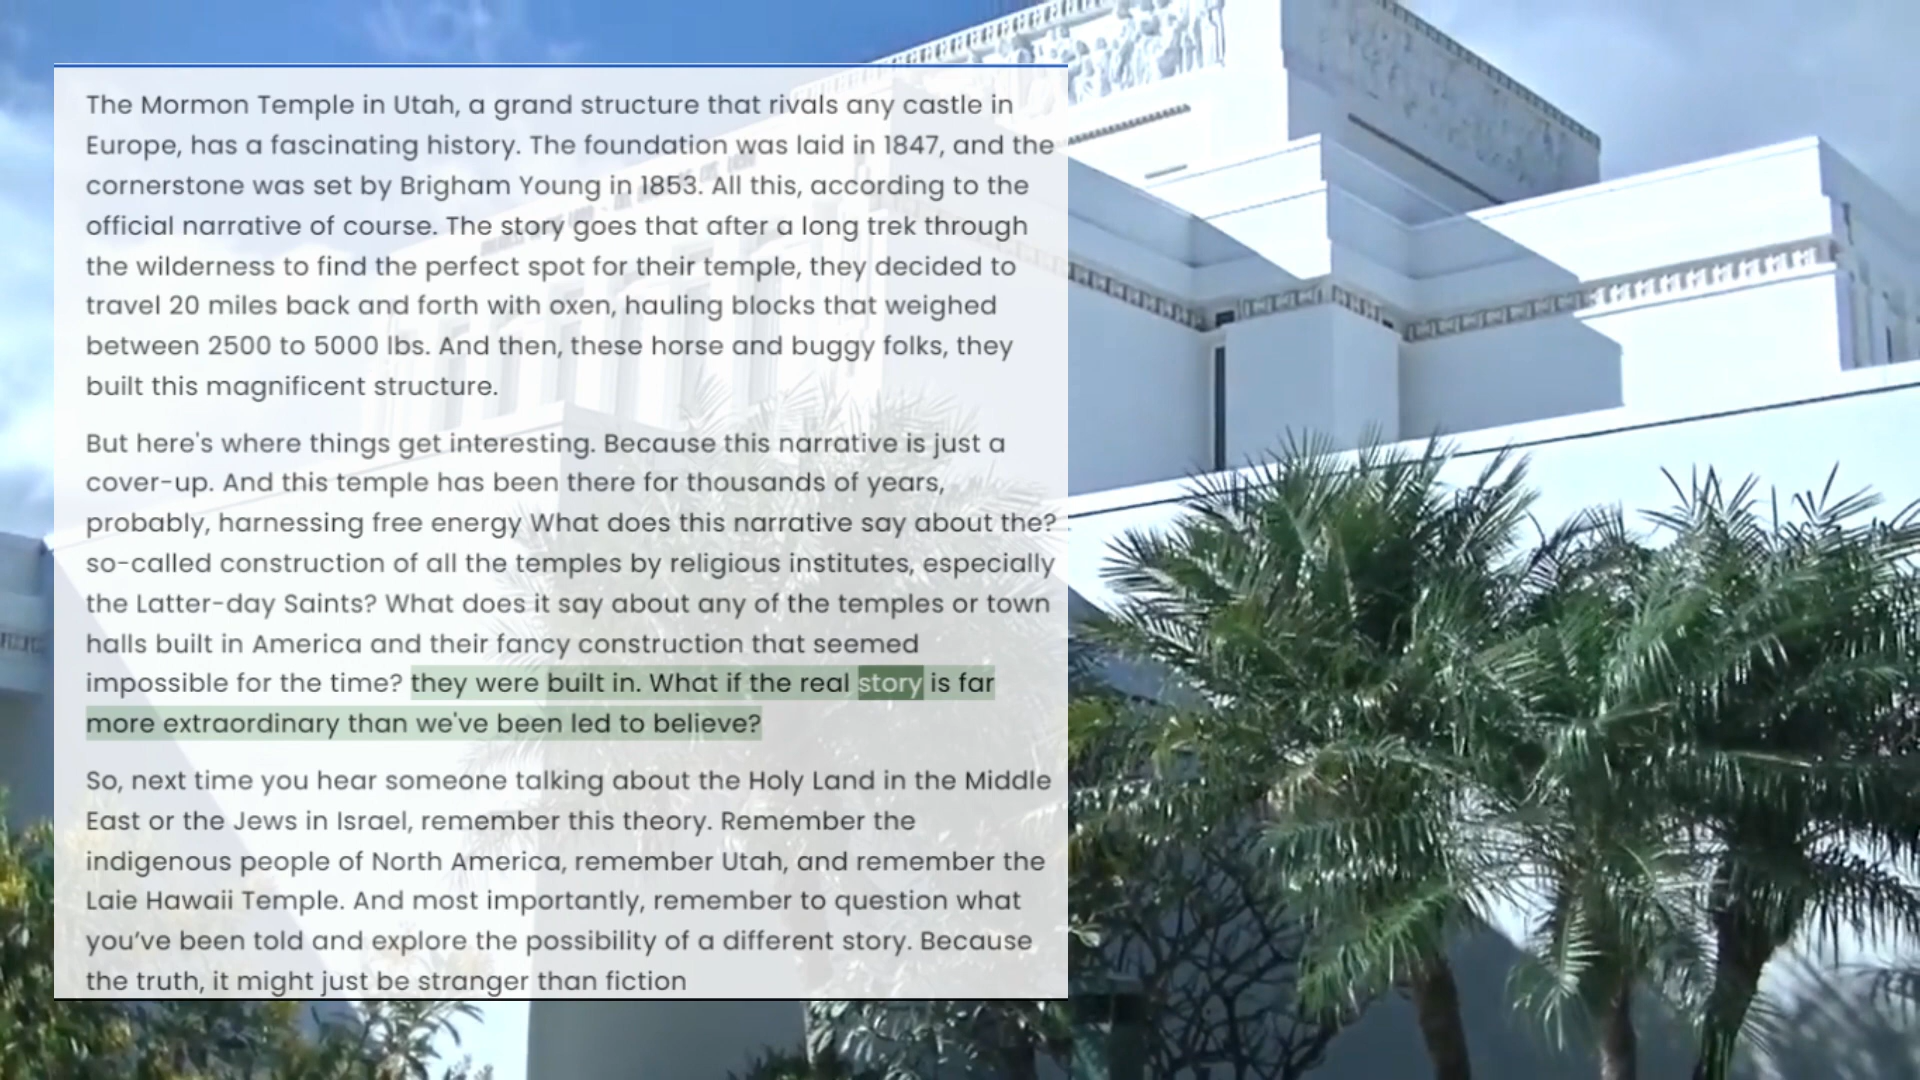 The Mormon Temple in Utah, a grand structure that rivals any castle in
Europe, has a fascinating history. The foundation was laid in 1847, and the
cornerstone was set by Brigham Young in 1853. All this, according to the
official narrative of course. The story goes that after a long trek through
the wilderness to find the perfect spot for their temple, they decided to
travel 20 miles back and forth with oxen, hauling blocks that weighed
between 2500 to 5000 lbs. And then, these horse and buggy folks, they
built this magnificent structure.
But here's where things get interesting. Because this narrative is just a
cover-up. And this temple has been there for thousands of years,
probably, harnessing free energy What does this narrative say about the?
so-called construction of all the temples by religious institutes, especially
the Latter-day Saints? What does it say about any of the temples or town
halls built in America and their fancy construction that seemed
impossible for the time? they were built in. What if the real story is far
more extraordinary than we've been led to believe?
So, next time you hear someone talking about the Holy Land in the Middle
East or the Jews in Israel, remember this theory. Remember the
indigenous people of North America, remember Utah, and remember the
Laie Hawaii Temple. And most importantly, remember to question what
you’ve been told and explore the possibility of a different story. Because
the truth, it might just be stranger than fiction